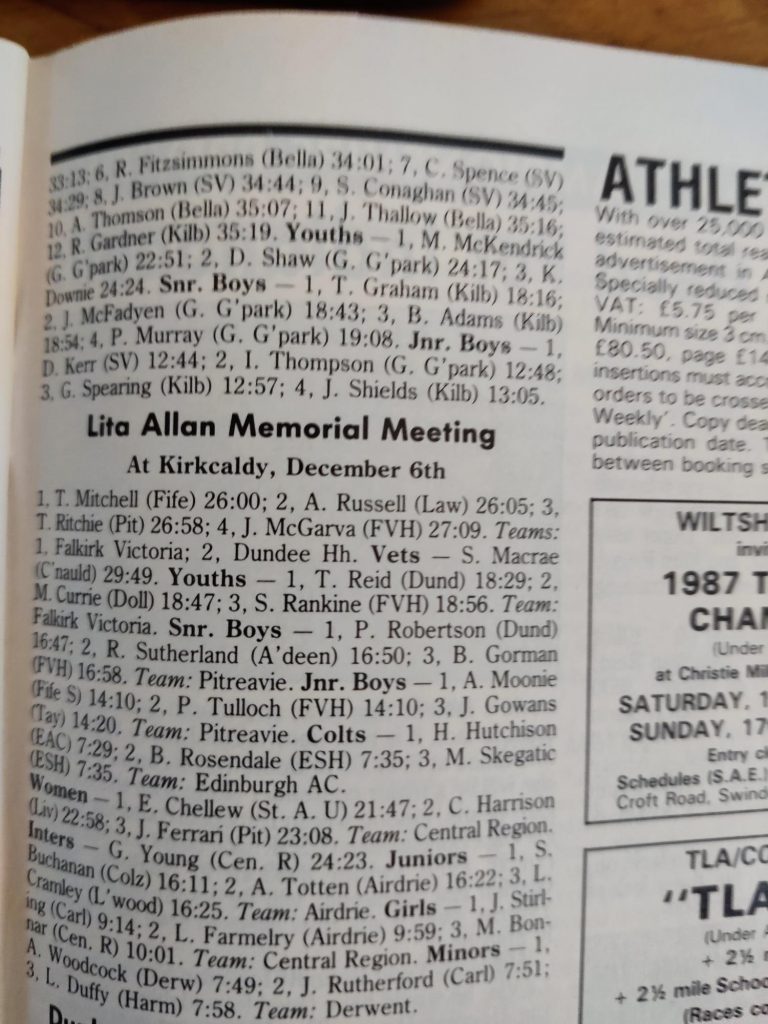 33:13; 6, R. Fitzsimmons (Bella) 34:01; 7, C. Spence (SV)
34:29; 8, J. Brown (SV) 34:44; 9, S. Conaghan (SV) 34:45;
10, A. Thomson (Bella) 35:07; 11, J. Thallow (Bella) 35:16;
12, R. Gardner (Kilb) 35:19. Youths — 1, M. McKendrick
(G. G'park) 22:51; 2, D. Shaw (G. G'park) 24:17; 3, K.
Downie 24:24. Snr. Boys — 1, T. Graham (Kilb) 18:16;
2, J. McFadyen (G. G'park) 18:43; 3, B. Adams (Kilb)
18:54; 4, P. Murray (G. G'park) 19:08. Jnr. Boys — 1,
D. Kerr (SV) 12:44; 2, I. Thompson (G. G'park) 12:48;
3, G. Spearing (Kilb) 12:57; 4, J. Shields (Kilb) 13:05.
Lita Allan Memorial Meeting
At Kirkcaldy, December 6th
1, T. Mitchell (Fife) 26:00; 2, A. Russell (Law) 26:05; 3,
T. Ritchie (Pit) 26:58; 4, J. McGarva (FVH) 27:09. Teams:
1, Falkirk Victoria; 2, Dundee Hh. Vets — S. Macrae
(C'nauld) 29:49. Youths — 1, T. Reid (Dund) 18:29; 2,
M. Currie (Doll) 18:47; 3, S. Rankine (FVH) 18:56. Team:
Falkirk Victoria. Snr. Boys — 1, P. Robertson (Dund)
16:47; 2, R. Sutherland (A'deen) 16:50; 3, B. Gorman
(FVH) 16:58. Team: Pitreavie. Jnr. Boys — 1, A. Moonie
(Fife S) 14:10; 2, P. Tulloch (FVH) 14:10; 3, J. Gowans
(Tay) 14:20. Team: Pitreavie. Colts — 1, H. Hutchison
(EAC) 7:29; 2, B. Rosendale (ESH) 7:35; 3, M. Skegatic
(ESH) 7:35. Team: Edinburgh AC.
Women — 1, E. Chellew (St. A. U) 21:47; 2, C. Harrison
(Liv) 22:58; 3, J. Ferrari (Pit) 23:08. Team: Central Region.
Inters — G. Young (Cen. R) 24:23. Juniors — 1, S.
Buchanan (Colz) 16:11; 2, A. Totten (Airdrie) 16:22; 3, L.
Cramley (L'wood) 16:25. Team: Airdrie. Girls — 1, J. Stirl-
ing (Carl) 9:14; 2, L. Farmelry (Airdrie) 9:59; 3, M. Bon-
nar (Cen. R) 10:01. Team: Central Region. Minors — 1,
A. Woodcock (Derw) 7:49; 2, J. Rutherford (Carl) 7:51;
3, L. Duffy (Harm) 7:58. Team: Derwent.
ATHLE
With over 25,000
estimated total
advertisement in
Specially reduced
VAT: £5.75 per
Minimum size 3 cm.
£80.50, page £14
insertions must
orders to be
Weekly'. Copy
publication date.
between booking
WILTSH
1987
(Under
at Christie
SATURDAY,
SUNDAY, 17
Entry
Schedules (S.A.E.)
Croft Road,
TLA/CC
"TLA
(Under
+ 2½
+ 2½ mile
(Races